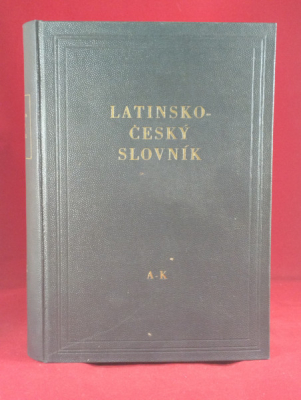 LATINSKO-
ČESKÝ
SLOVNÍK
A-K